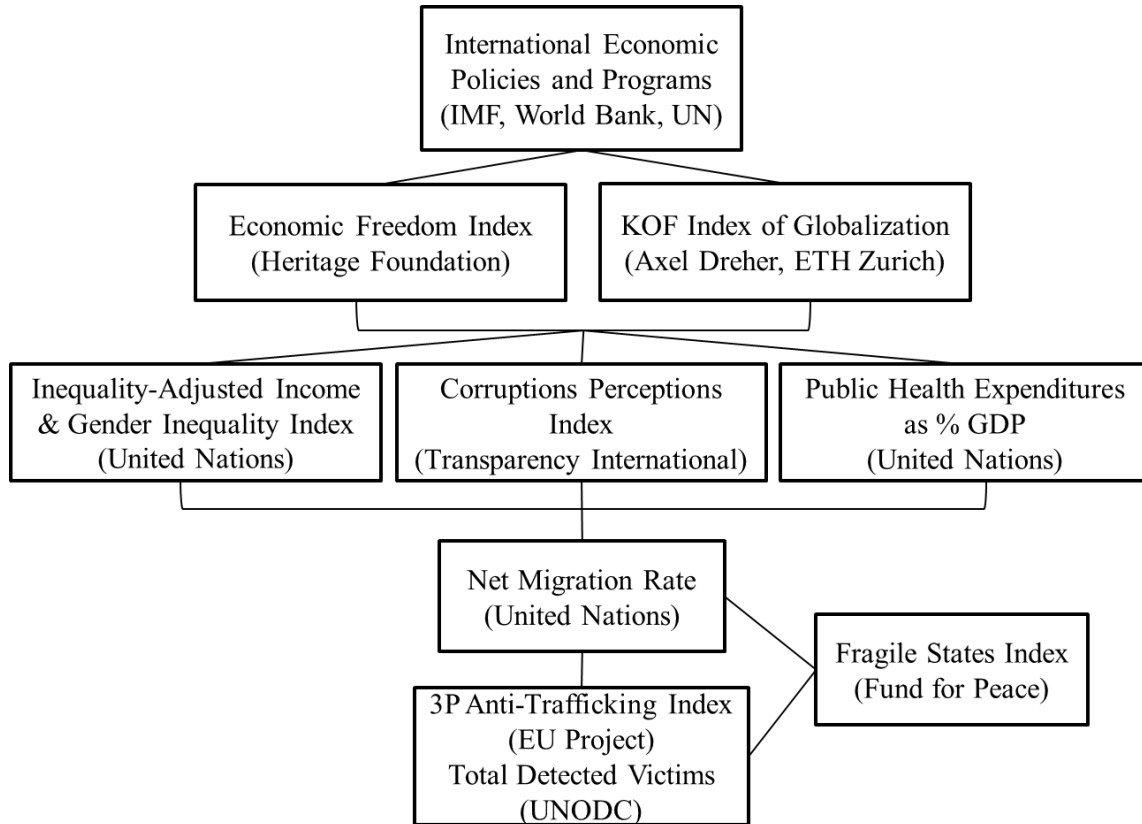 International Economic
Policies and Programs
(IMF, World Bank, UN)
Economic Freedom Index
(Heritage Foundation)
KOF Index of Globalization
(Axel Dreher, ETH Zurich)
Inequality-Adjusted Income
& Gender Inequality Index
(United Nations)
Corruptions Perceptions
Index
(Transparency International)
Public Health Expenditures
as % GDP
(United Nations)
Net Migration Rate
(United Nations)
Fragile States Index
(Fund for Peace)
3P Anti-Trafficking Index
(EU Project)
Total Detected Victims
(UNODC)